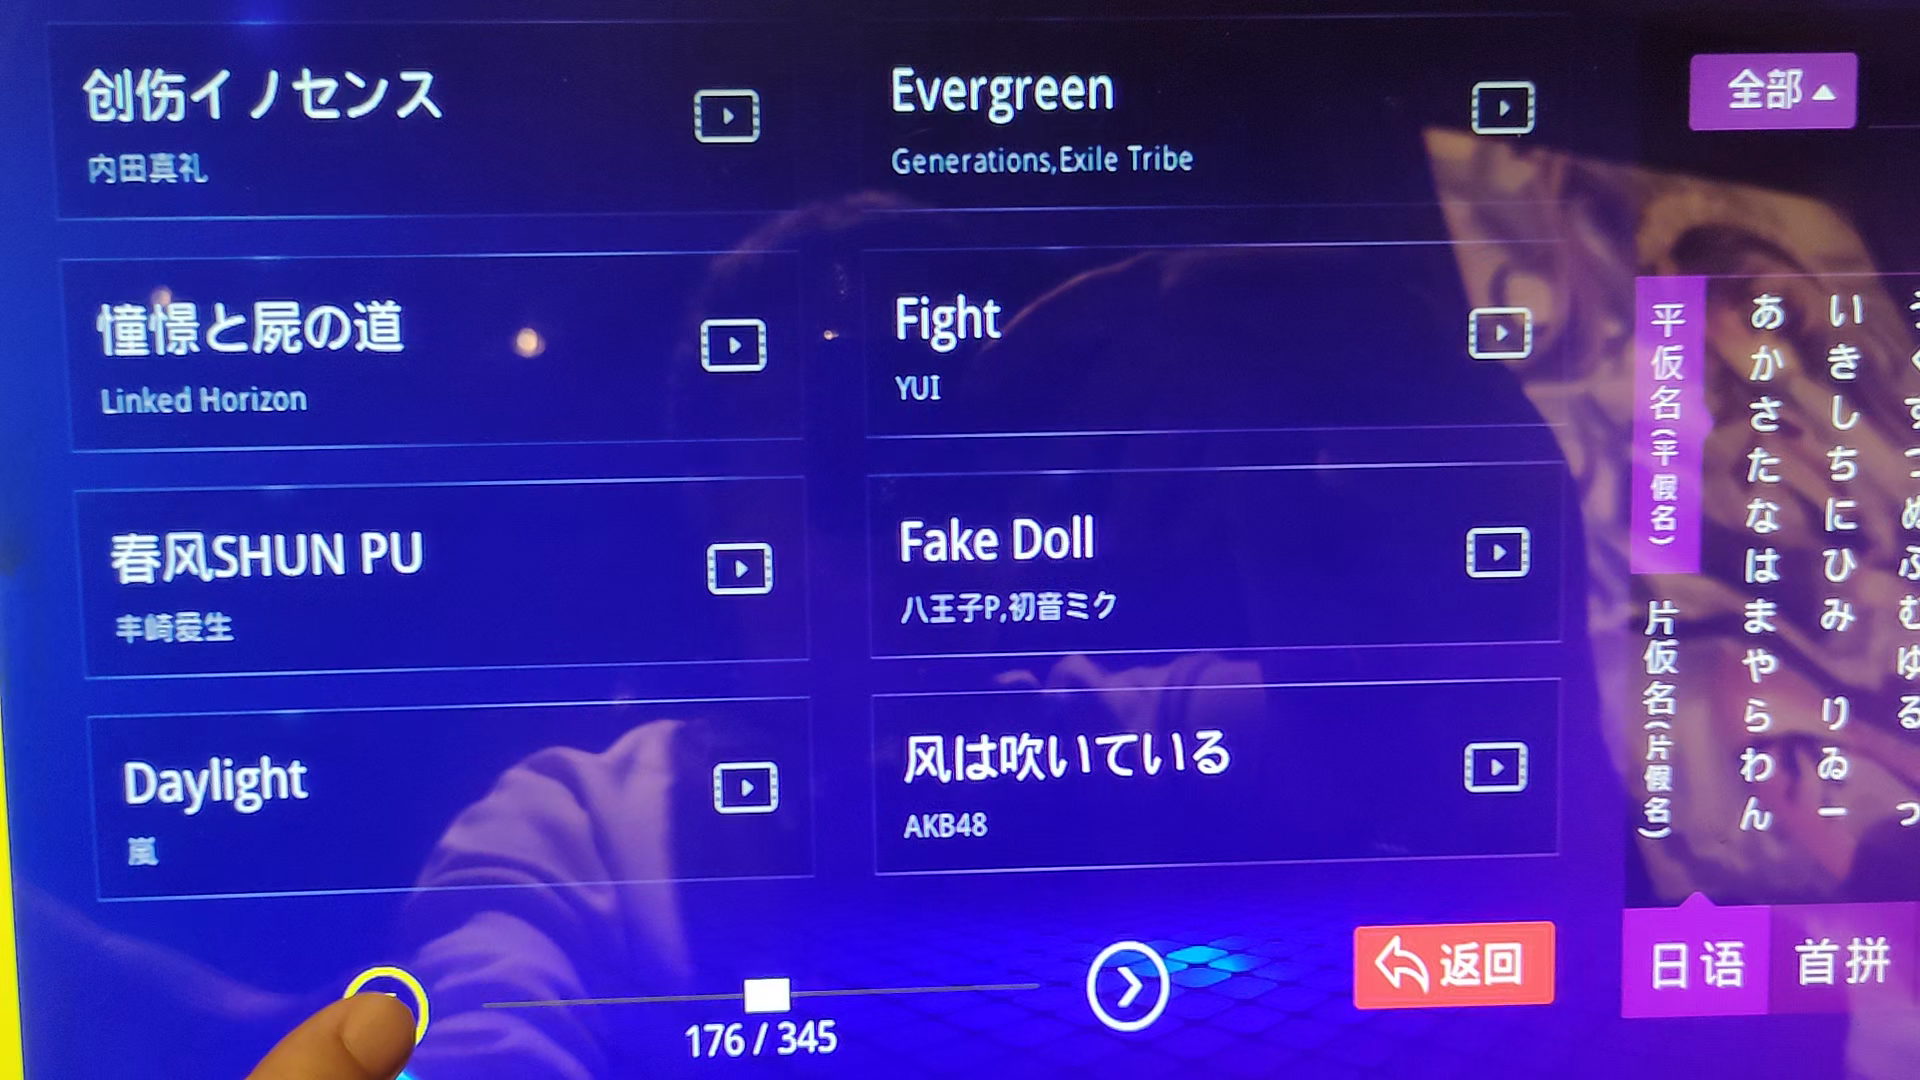 创伤イノセンス
内田真礼
Evergreen
Generations,Exile Tribe
憧憬と屍の道
Linked Horizon
Fight
YUI
春风SHUN PU
丰崎爱生
Fake Doll
八王子P,初音ミク
Daylight
嵐
风は吹いている
AKB48
176 / 345
返回
全部
平仮名(平假名)
片仮名(片假名)
あかさたなはまやらわん
いきしちにひみ りゐー
日语
首拼